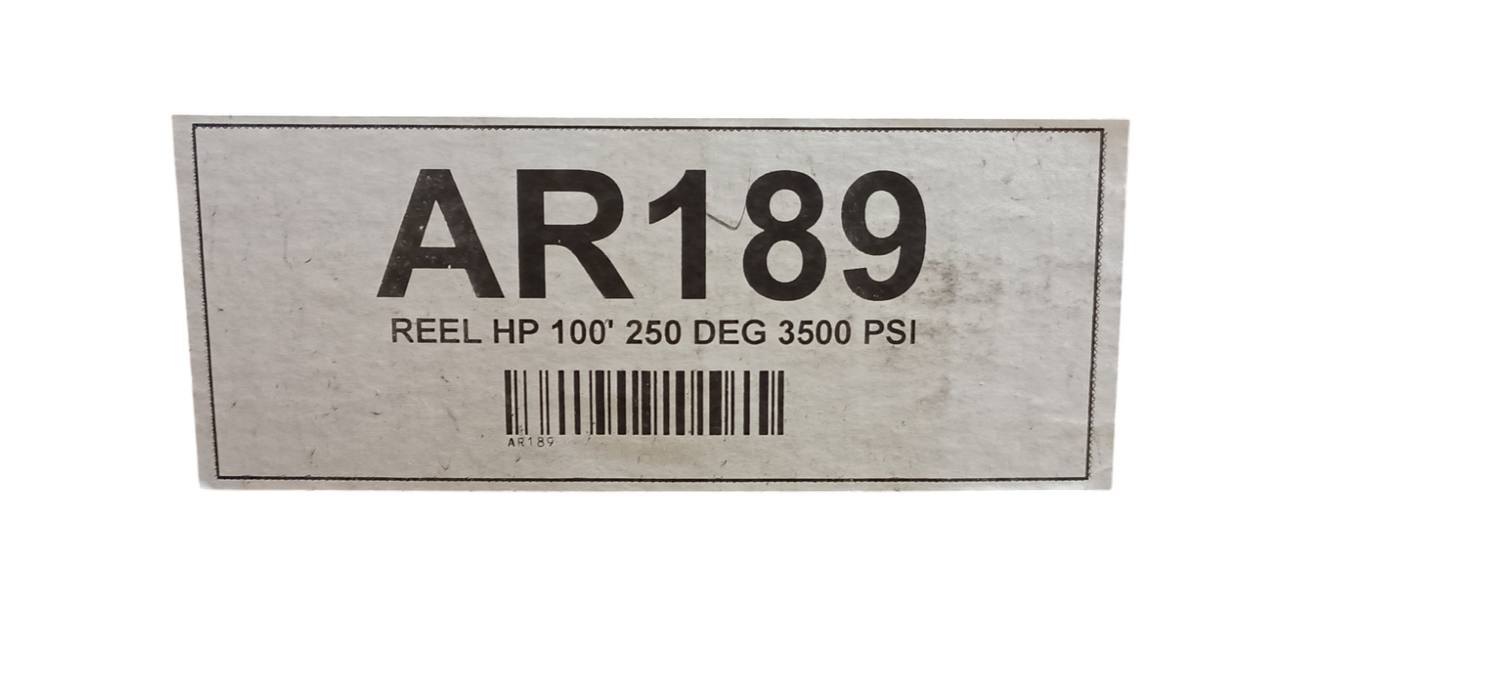 AR189
REEL HP 100' 250 DEG 3500 PSI
AR189